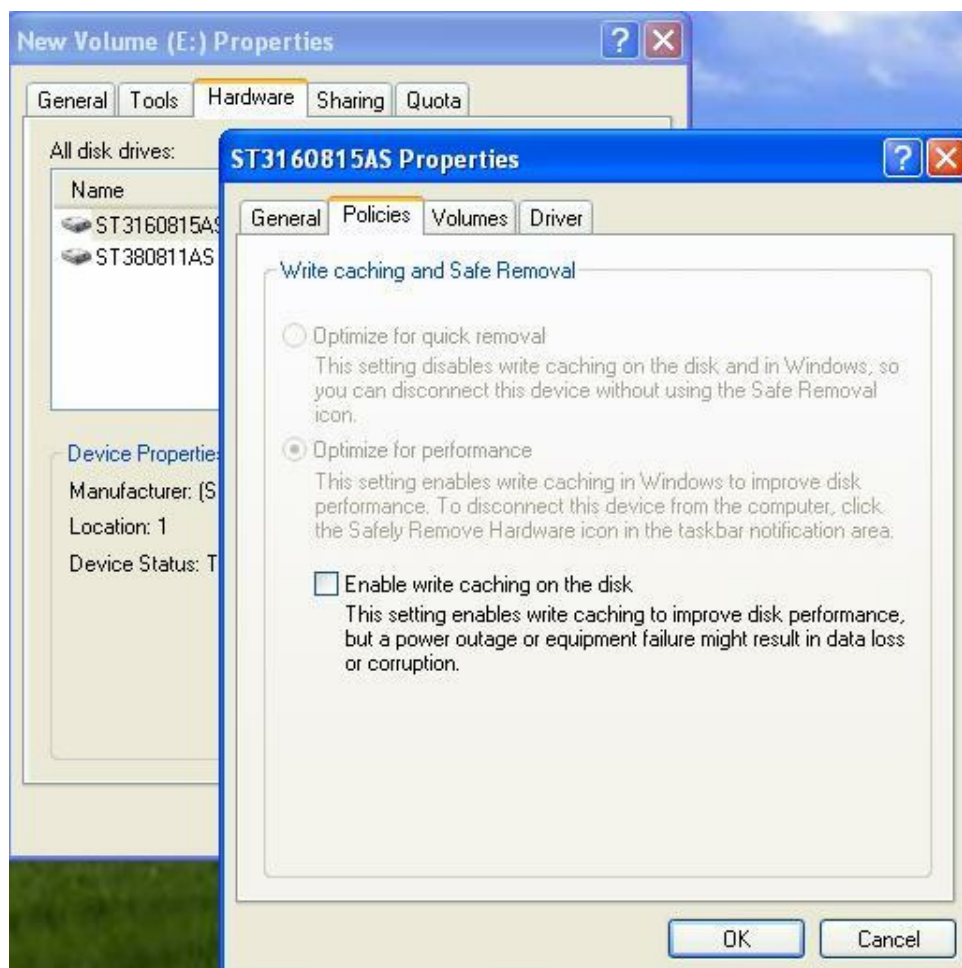 New Volume (E:) Properties
General Tools Hardware Sharing Quota
All disk drives:
Name
ST3160815AS
ST380811AS
Device Properties
Manufacturer: (S
Location: 1
Device Status: T
ST3160815AS Properties
General Policies Volumes Driver
Write caching and Safe Removal
Optimize for quick removal
This setting disables write caching on the disk and in Windows, so
you can disconnect this device without using the Safe Removal
icon.
Optimize for performance
This setting enables write caching in Windows to improve disk
performance. To disconnect this device from the computer, click
the Safely Remove Hardware icon in the taskbar notification area.
Enable write caching on the disk
This setting enables write caching to improve disk performance,
but a power outage or equipment failure might result in data loss
or corruption.
OK Cancel